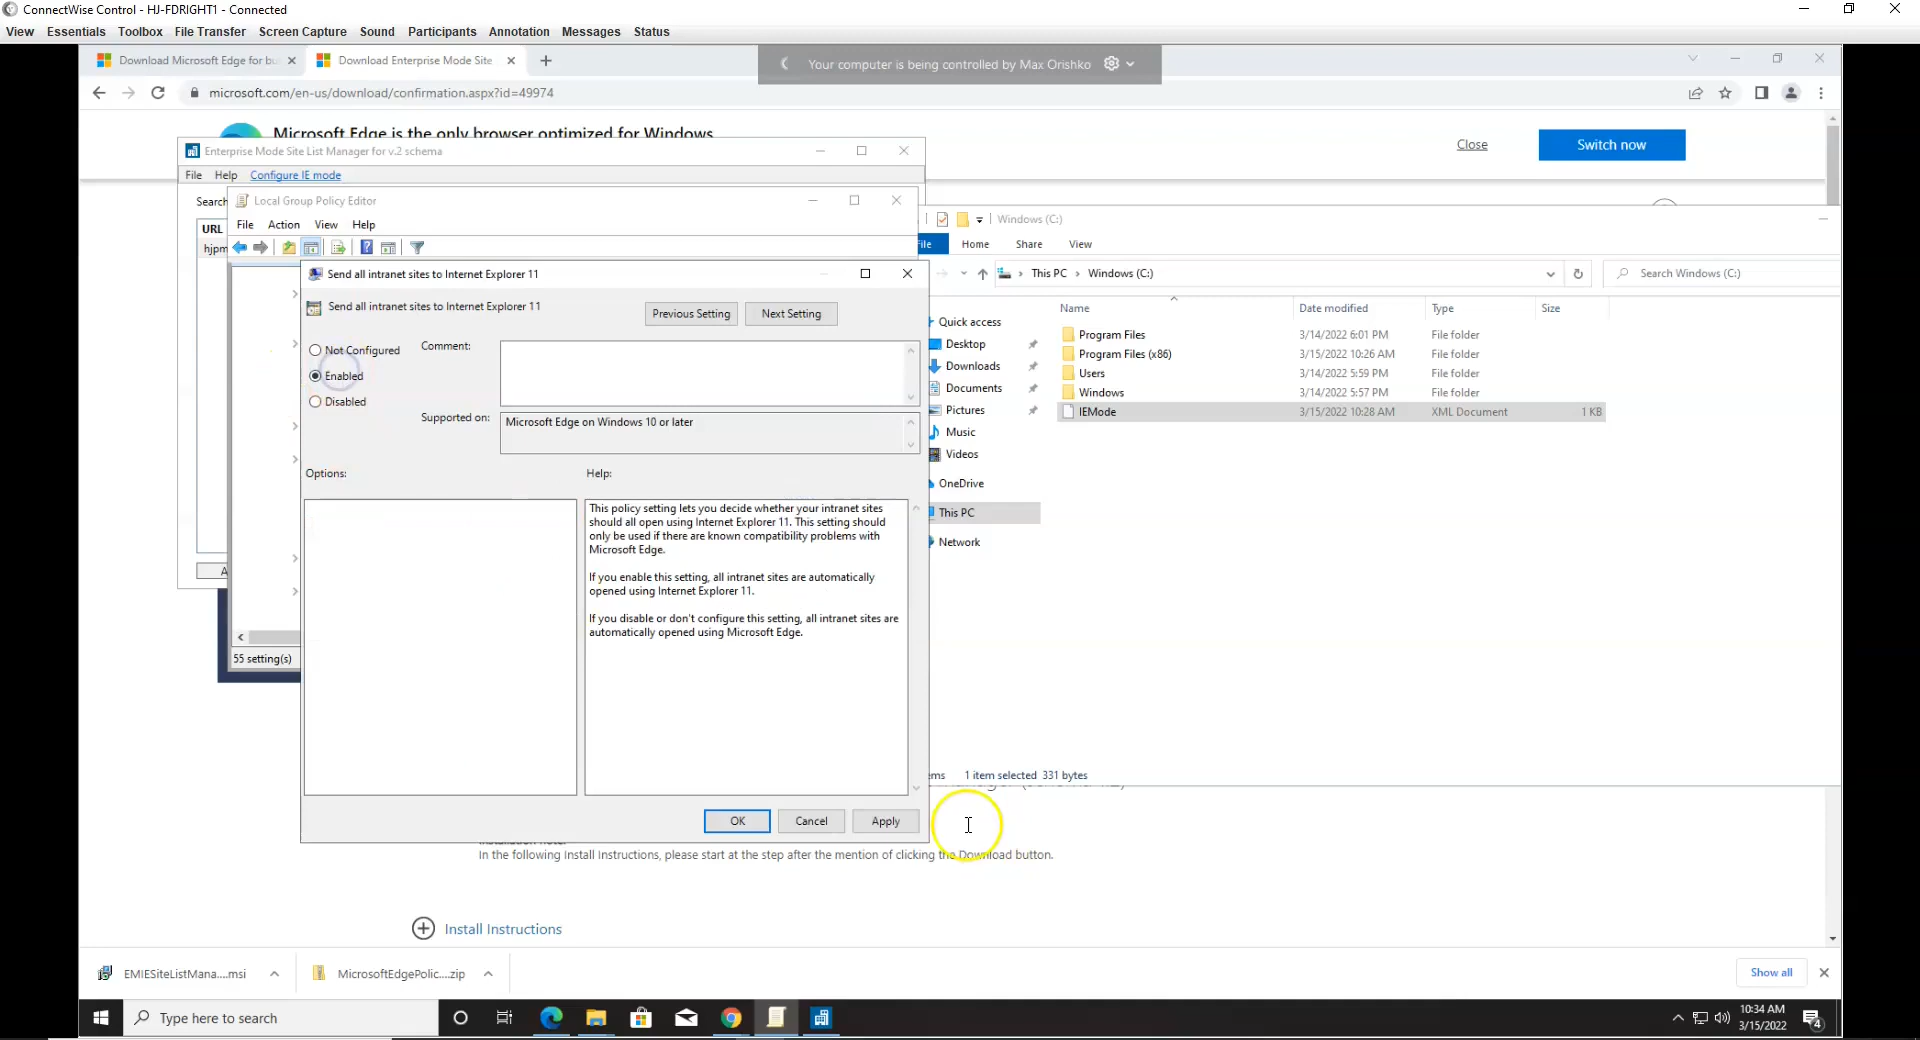 ConnectWise Control - HJ-FDRIGHT1 - Connected
View Essentials Toolbox File Transfer Screen Capture Sound Participants Annotation Messages Status
Download Microsoft Edge for bu
Download Enterprise Mode Site
Your computer is being controlled by Max Orishko
microsoft.com/en-us/download/confirmation.aspx?id=49974
Microsoft Edge is the only browser optimized for Windows
Close
Switch now
Enterprise Mode Site List Manager for v.2 schema
File Help Configure IE mode
Search
URL
hjpm
A
Local Group Policy Editor
File Action View Help
55 setting(s)
Send all intranet sites to Internet Explorer 11
Send all intranet sites to Internet Explorer 11
Previous Setting
Next Setting
Not Configured
Enabled
Disabled
Comment:
Supported on:
Microsoft Edge on Windows 10 or later
Options:
Help:
This policy setting lets you decide whether your intranet sites
should all open using Internet Explorer 11. This setting should
only be used if there are known compatibility problems with
Microsoft Edge.
If you enable this setting, all intranet sites are automatically
opened using Internet Explorer 11.
If you disable or don't configure this setting, all intranet sites are
automatically opened using Microsoft Edge.
OK Cancel Apply
Windows (C:)
File Home Share View
This PC > Windows (C:)
Search Windows (C:)
Quick access
Desktop
Downloads
Documents
Pictures
Music
Videos
OneDrive
This PC
Network
Name Date modified Type Size
Program Files 3/14/2022 6:01 PM File folder
Program Files (x86) 3/15/2022 10:26 AM File folder
Users 3/14/2022 5:59 PM File folder
Windows 3/14/2022 5:57 PM File folder
IEMode 3/15/2022 10:28 AM XML Document 1 KB
ems 1 item selected 331 bytes
In the following Install Instructions, please start at the step after the mention of clicking the Download button.
Install Instructions
EMIESiteListMana....msi
MicrosoftEdgePolic....zip
Show all
Type here to search
10:34 AM
3/15/2022
4